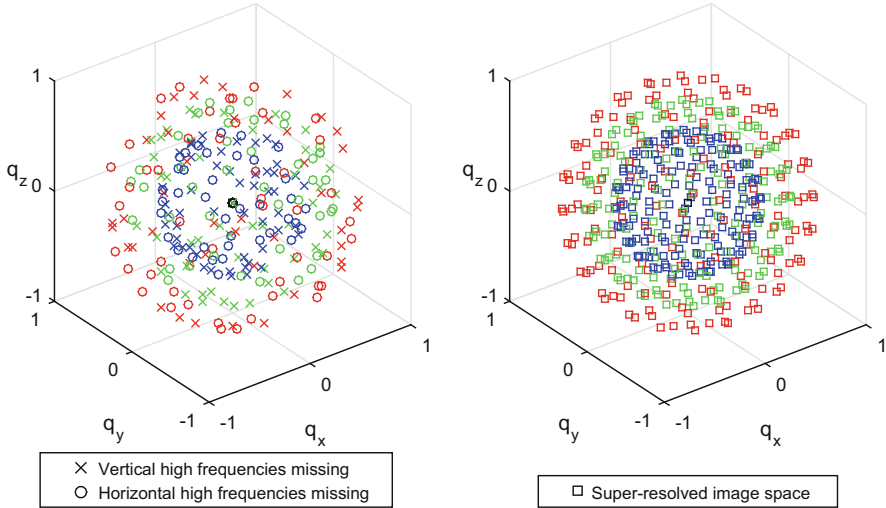 1
0
-1
q_z
1
0
-1
q_y
-1
0
1
q_x
× Vertical high frequencies missing
○ Horizontal high frequencies missing
1
0
-1
q_z
1
0
-1
q_y
-1
0
1
q_x
□ Super-resolved image space